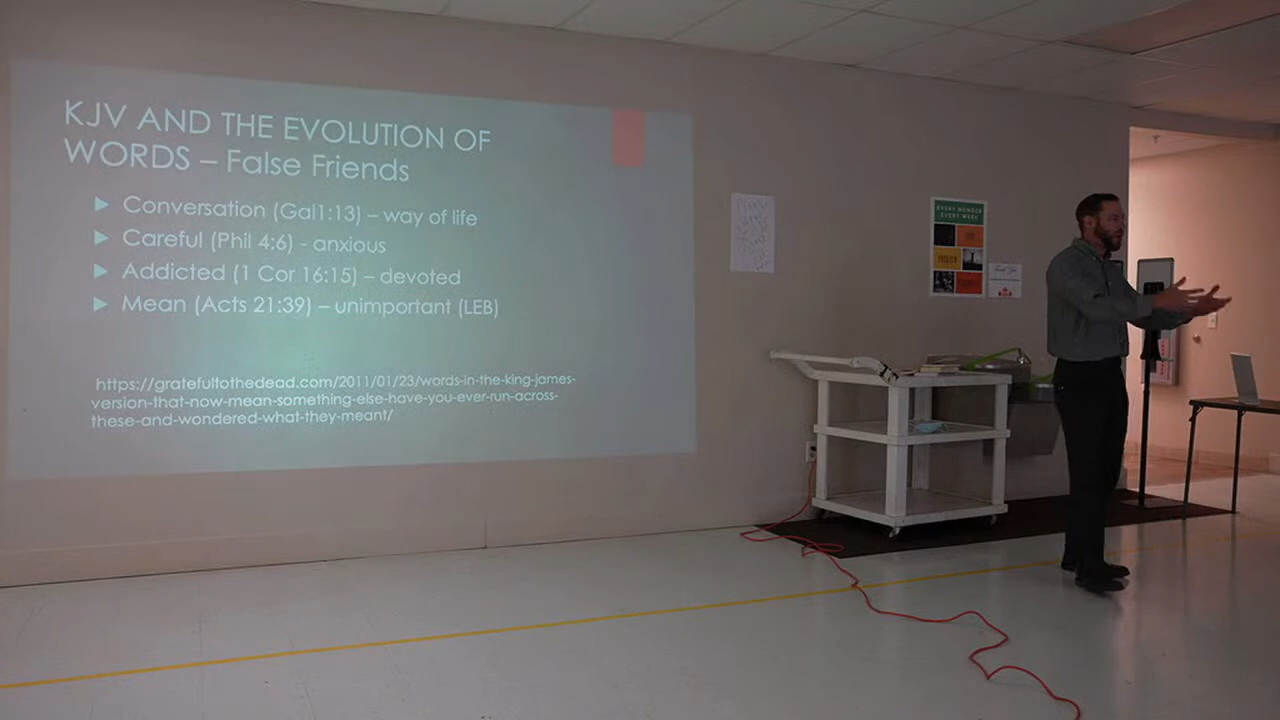 KJV AND THE EVOLUTION OF
WORDS – False Friends
Conversation (Gal1:13) – way of life
Careful (Phil 4:6) - anxious
Addicted (1 Cor 16:15) – devoted
Mean (Acts 21:39) – unimportant (LEB)
https://gratefultothedead.com/2011/01/23/words-in-the-king-james-
version-that-now-mean-something-else-have-you-ever-run-across-
these-and-wondered-what-they-meant/
EVERY MEMBER
EVERY WEEK